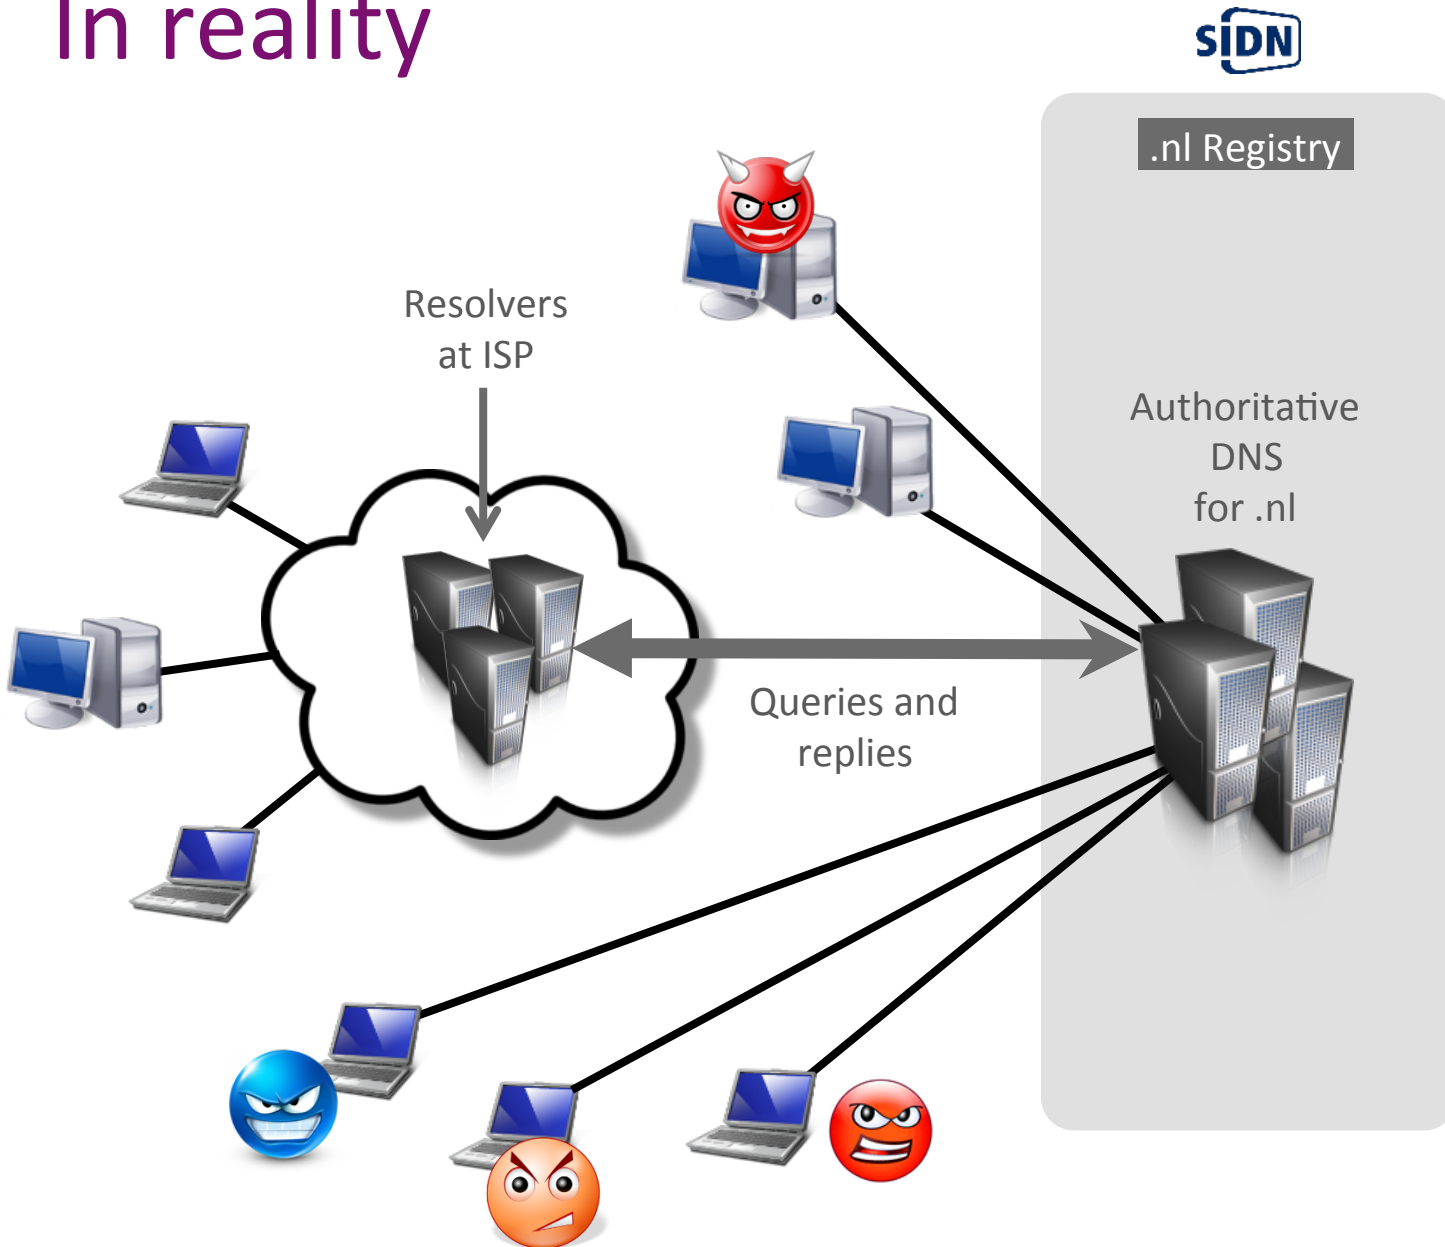 In reality
SIDN
.nl Registry
Resolvers
at ISP
Authoritative
DNS
for .nl
Queries and
replies